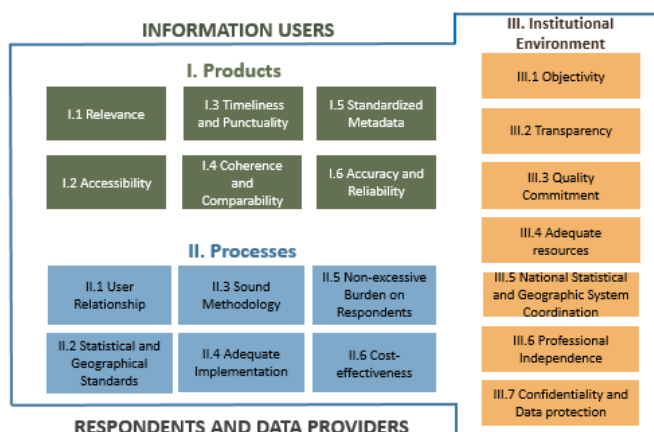 INFORMATION USERS
I. Products
I.1 Relevance
I.3 Timeliness
and Punctuality
I.5 Standardized
Metadata
I.2 Accessibility
I.4 Coherence
and
Comparability
I.6 Accuracy and
Reliability
II. Processes
II.1 User
Relationship
II.3 Sound
Methodology
II.5 Non-excessive
Burden on
Respondents
II.2 Statistical and
Geographical
Standards
II.4 Adequate
Implementation
II.6 Cost-
effectiveness
RESPONDENTS AND DATA PROVIDERS
III. Institutional
Environment
III.1 Objectivity
III.2 Transparency
III.3 Quality
Commitment
III.4 Adequate
resources
III.5 National Statistical
and Geographic System
Coordination
III.6 Professional
Independence
III.7 Confidentiality and
Data protection